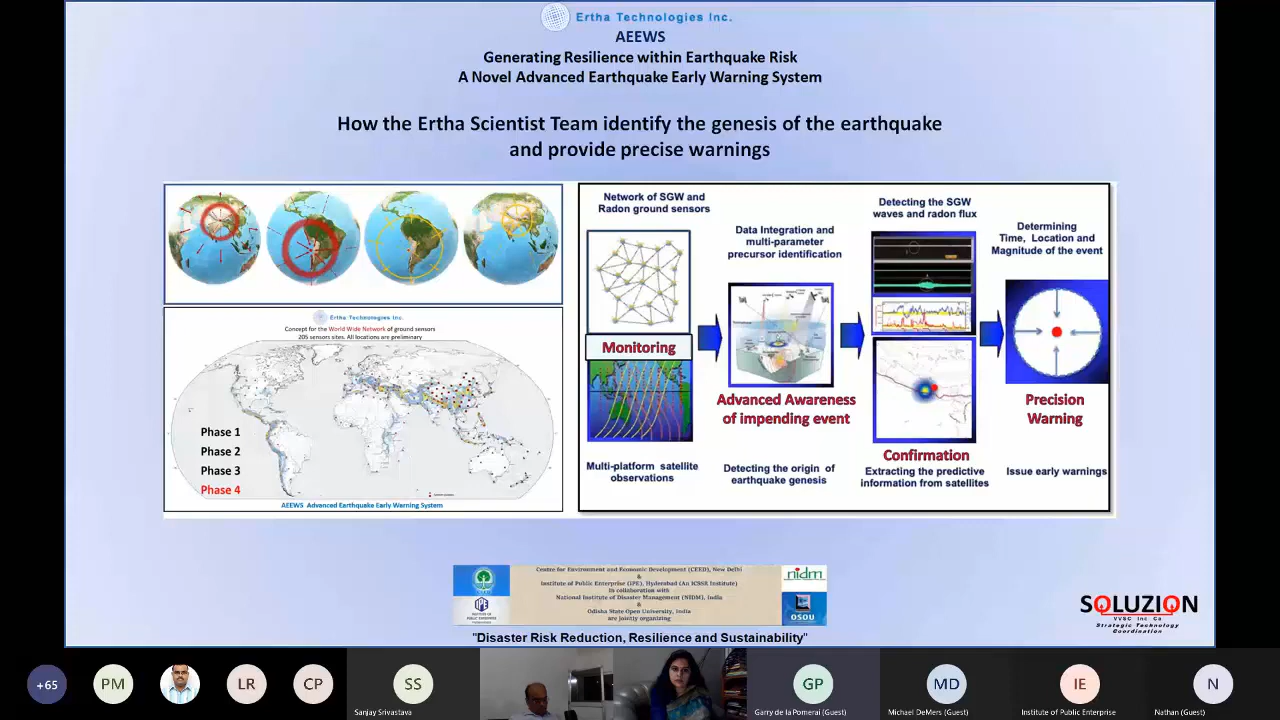 Ertha Technologies Inc.
AEEWS
Generating Resilience within Earthquake Risk
A Novel Advanced Earthquake Early Warning System
How the Ertha Scientist Team identify the genesis of the earthquake
and provide precise warnings
Ertha Technologies Inc.
Concept for the World Wide Network of ground sensors
205 sensors sites. All locations are preliminary
Phase 1
Phase 2
Phase 3
Phase 4
AEEWS Advanced Earthquake Early Warning System
Network of SGW and
Radon ground sensors
Monitoring
Multi-platform satellite
observations
Data Integration and
multi-parameter
precursor identification
Advanced Awareness
of impending event
Detecting the origin of
earthquake genesis
Detecting the SGW
waves and radon flux
Confirmation
Extracting the predictive
information from satellites
Determining
Time, Location and
Magnitude of the event
Precision
Warning
Issue early warnings
Centre for Environment and Economic Development (CEED), New Delhi
&
Institute of Public Enterprise (IPE), Hyderabad (An ICSSR Institute)
in collaboration with
National Institute of Disaster Management (NIDM), India
&
Odisha State Open University, India
are jointly organizing
IPE
nidm
OSOU
"Disaster Risk Reduction, Resilience and Sustainability"
SOLUZION
VVSC Inc Ca
Strategic Technology
Coordination
+65
PM
LR
CP
SS
Sanjay Srivastava
GP
Garry de la Pomerai (Guest)
MD
Michael DeMers (Guest)
IE
Institute of Public Enterprise
N
Nathan (Guest)